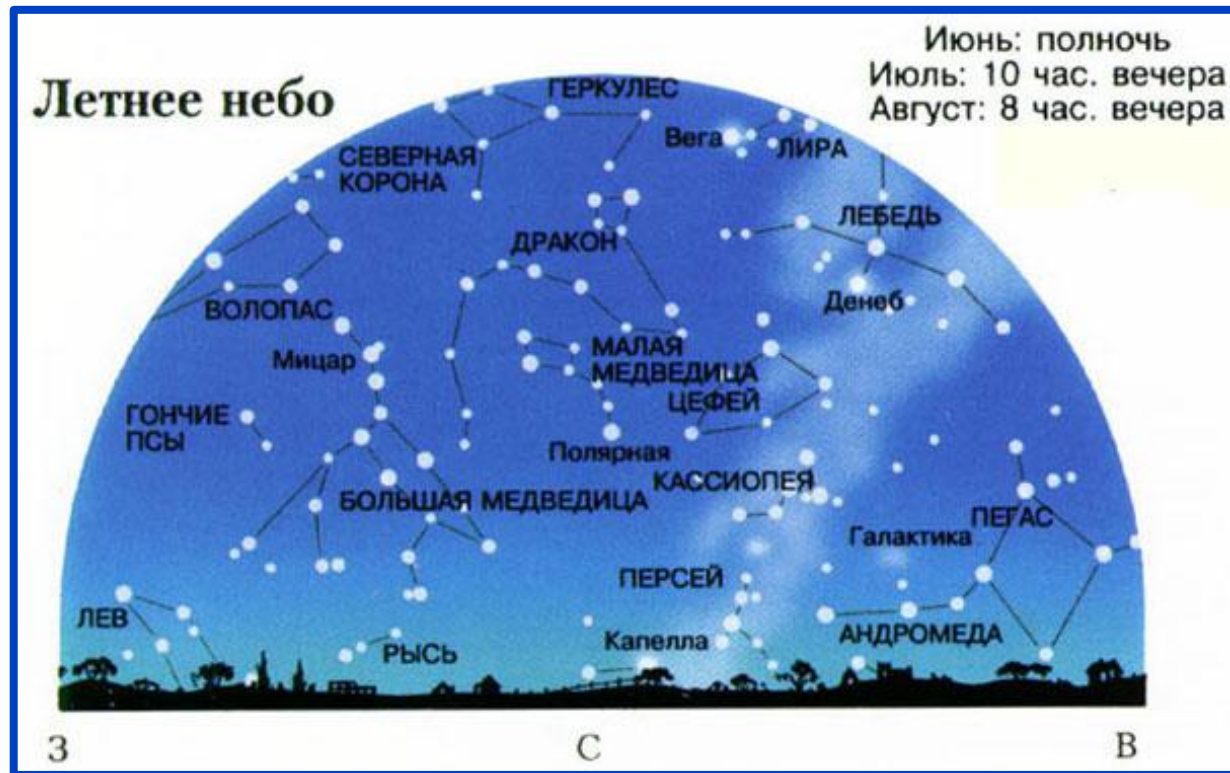 Летнее небо
Июнь: полночь
Июль: 10 час. вечера
Август: 8 час. вечера
ГЕРКУЛЕС
Вега
ЛИРА
СЕВЕРНАЯ
КОРОНА
ЛЕБЕДЬ
ДРАКОН
Денеб
ВОЛОПАС
Мицар
МАЛАЯ
МЕДВЕДИЦА
ЦЕФЕЙ
ГОНЧИЕ
ПСЫ
Полярная
КАССИОПЕЯ
БОЛЬШАЯ МЕДВЕДИЦА
ПЕГАС
Галактика
ПЕРСЕЙ
ЛЕВ
РЫСЬ
Капелла
АНДРОМЕДА
З С В